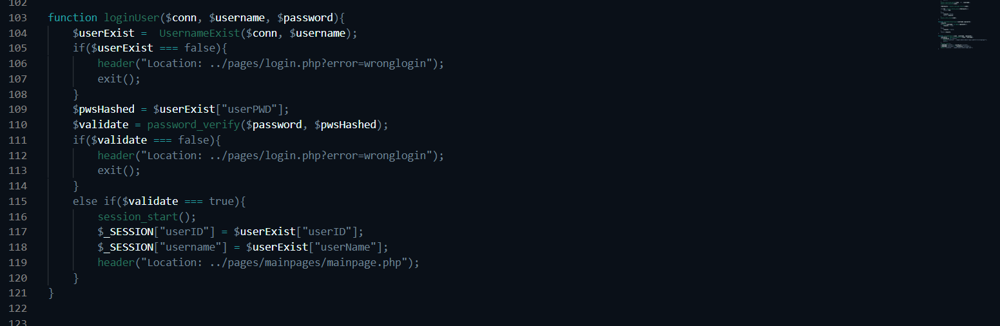 102
103 function loginUser($conn, $username, $password){
104 $userExist =  UsernameExist($conn, $username);
105 if($userExist === false){
106 header("Location: ../pages/login.php?error=wronglogin");
107 exit();
108 }
109 $pwsHashed = $userExist["userPWD"];
110 $validate = password_verify($password, $pwsHashed);
111 if($validate === false){
112 header("Location: ../pages/login.php?error=wronglogin");
113 exit();
114 }
115 else if($validate === true){
116 session_start();
117 $_SESSION["userID"] = $userExist["userID"];
118 $_SESSION["username"] = $userExist["userName"];
119 header("Location: ../pages/mainpages/mainpage.php");
120 }
121 }
122
123